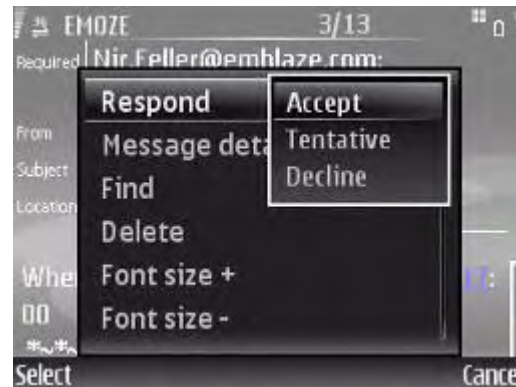 EMOZE 3/13
Required Nir.Feller@emblaze.com:
Respond Accept
Message deta Tentative
From
Subject
Find Decline
Location
Delete
Whe Font size +
00 Font size -
*~*~
Select Cance